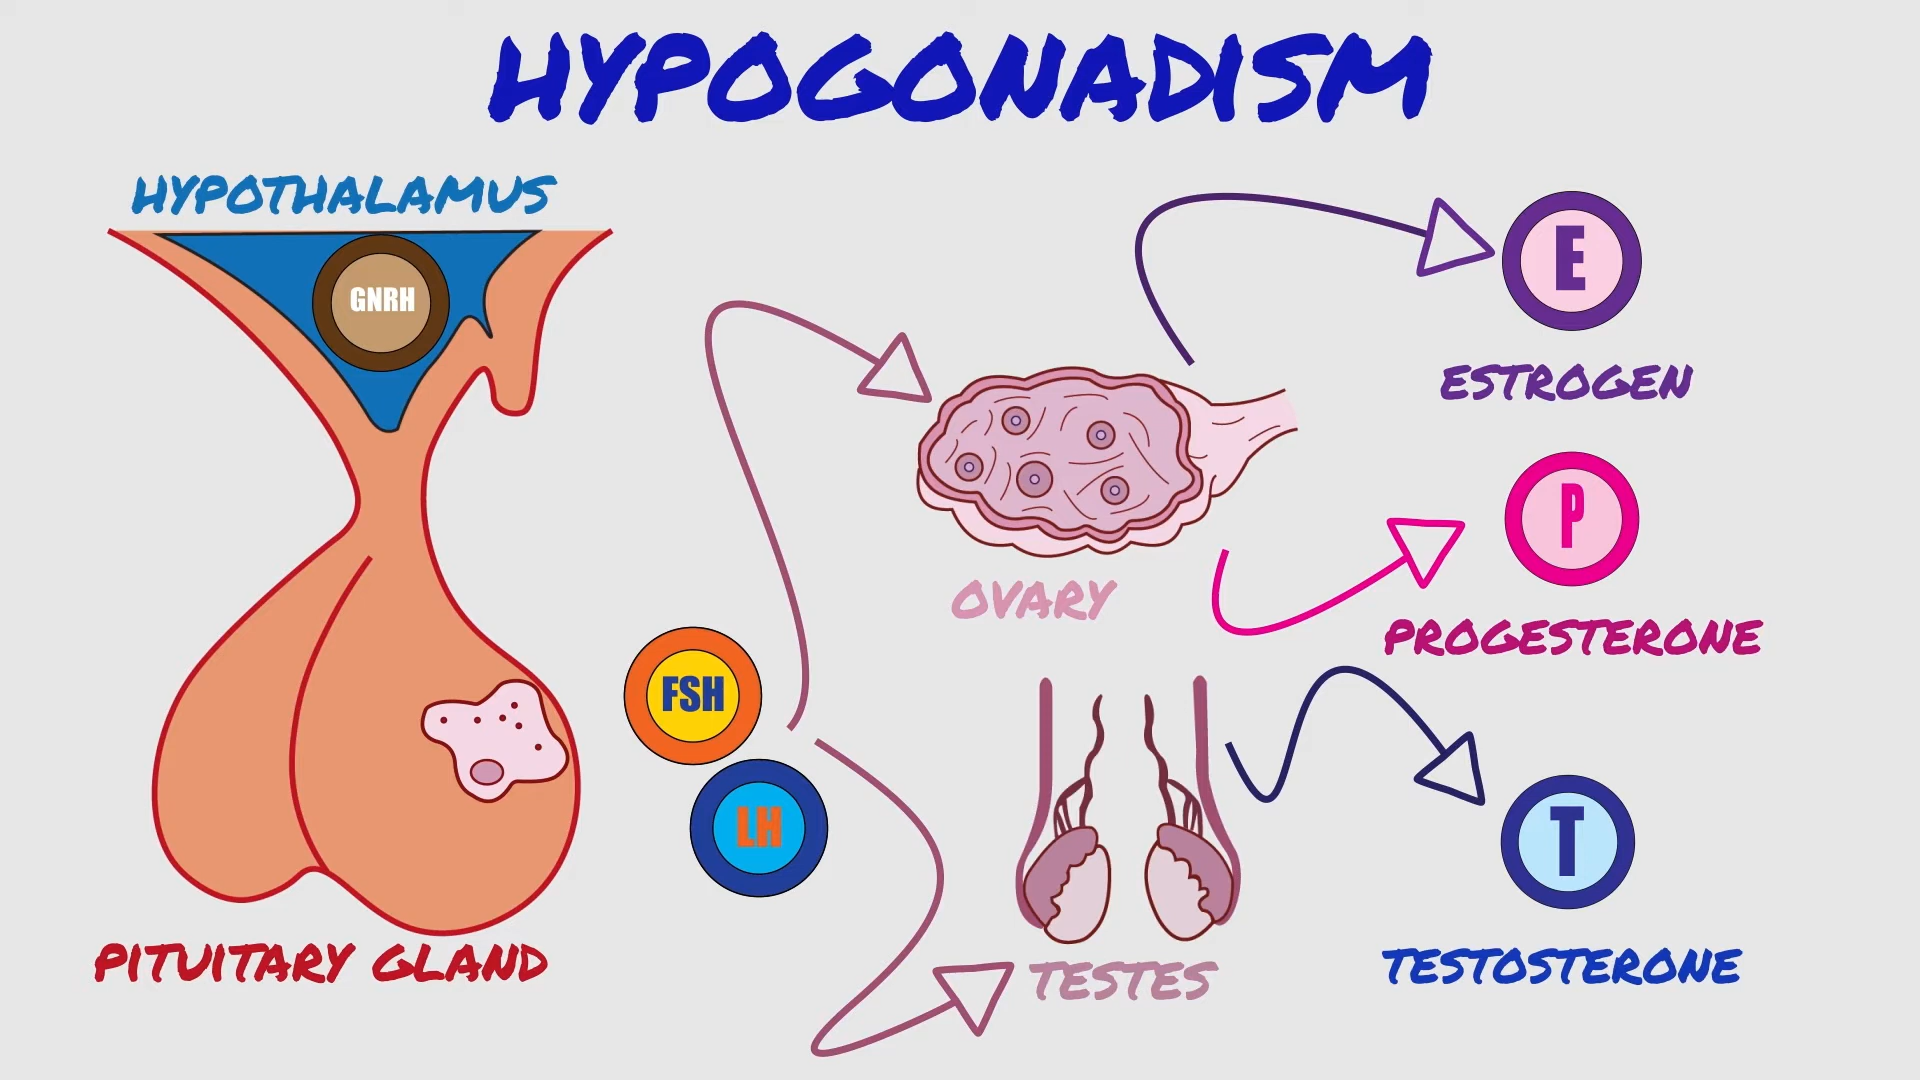 HYPOGONADISM
HYPOTHALAMUS
GNRH
PITUITARY GLAND
FSH
LH
OVARY
TESTES
E
ESTROGEN
P
PROGESTERONE
T
TESTOSTERONE